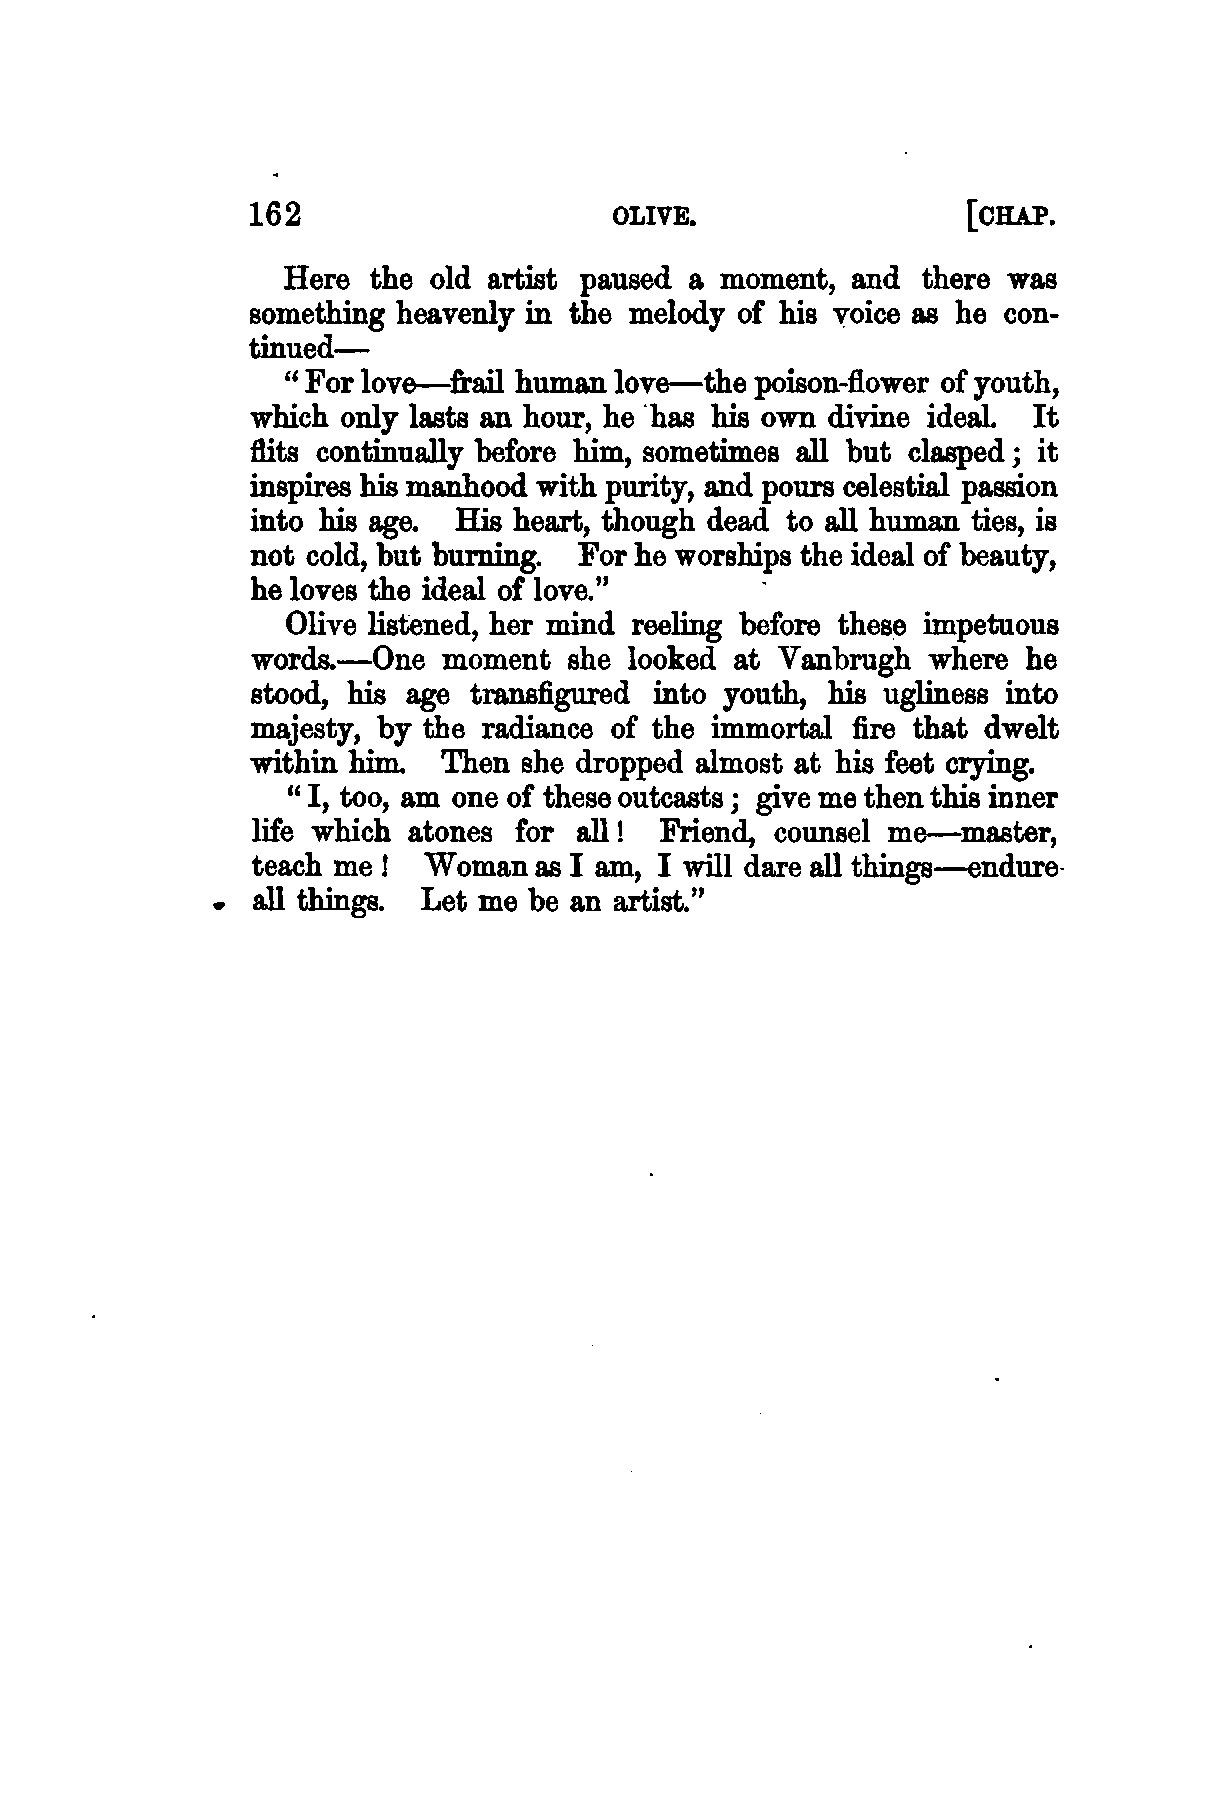 162 OLIVE. [CHAP.
Here the old artist paused a moment, and there was
something heavenly in the melody of his voice as he con-
tinued—
“For love—frail human love—the poison-flower of youth,
which only lasts an hour, he has his own divine ideal. It
flits continually before him, sometimes all but clasped; it
inspires his manhood with purity, and pours celestial passion
into his age. His heart, though dead to all human ties, is
not cold, but burning. For he worships the ideal of beauty,
he loves the ideal of love.”
Olive listened, her mind reeling before these impetuous
words.—One moment she looked at Vanbrugh where he
stood, his age transfigured into youth, his ugliness into
majesty, by the radiance of the immortal fire that dwelt
within him. Then she dropped almost at his feet crying.
“I, too, am one of these outcasts; give me then this inner
life which atones for all! Friend, counsel me—master,
teach me! Woman as I am, I will dare all things—endure
all things. Let me be an artist.”